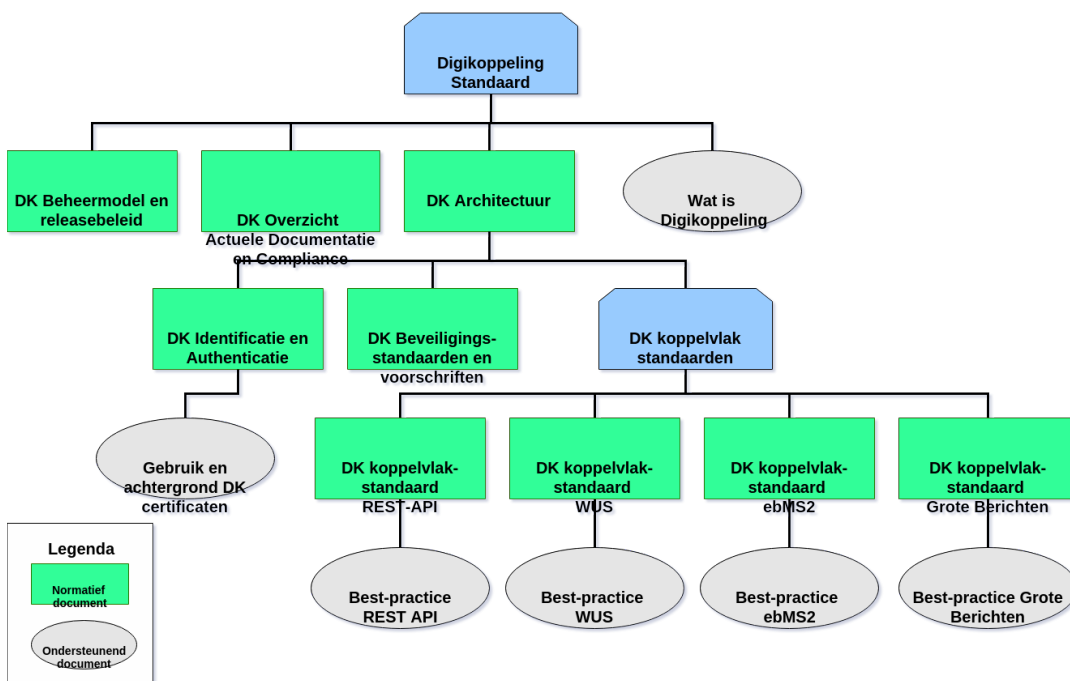 Digikoppeling
Standaard
DK Beheermodel en
releasebeleid
DK Overzicht
Actuele Documentatie
en Compliance
DK Architectuur
Wat is
Digikoppeling
DK Identificatie en
Authenticatie
DK Beveiligings-
standaarden en
voorschriften
DK koppelvlak
standaarden
Gebruik en
achtergrond DK
certificaten
DK koppelvlak-
standaard
REST-API
DK koppelvlak-
standaard
WUS
DK koppelvlak-
standaard
ebMS2
DK koppelvlak-
standaard
Grote Berichten
Best-practice
REST API
Best-practice
WUS
Best-practice
ebMS2
Best-practice Grote
Berichten
Legenda
Normatief
document
Ondersteunend
document